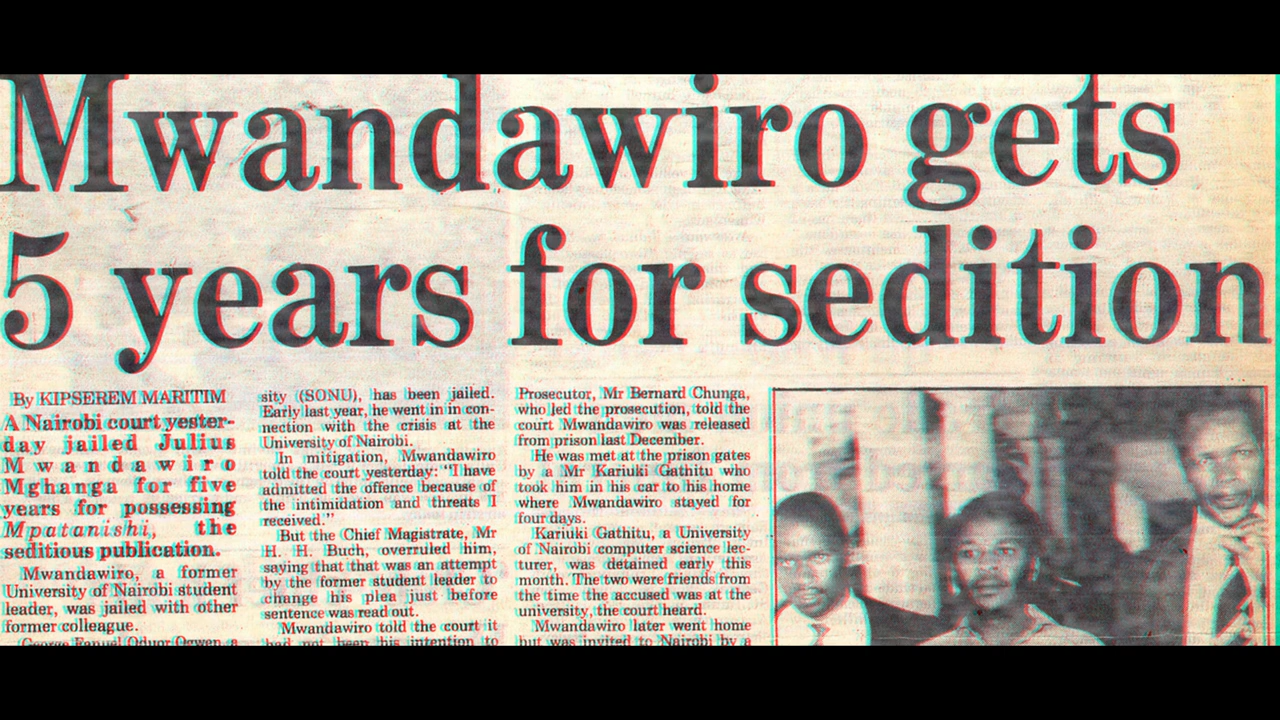 Mwandawiro gets
5 years for sedition
By KIPSEREM MARITIM
A Nairobi court yester-
day jailed Julius
Mwandawiro
Mghanga for five
years for possessing
Mpatanishi, the
seditious publication.
Mwandawiro, a former
University of Nairobi student
leader, was jailed with other
former colleague.
George Fanuel Oduor Ogwen, a
sity (SONU), has been jailed.
Early last year, he went in in con-
nection with the crisis at the
University of Nairobi.
In mitigation, Mwandawiro
told the court yesterday: "I have
admitted the offence because of
the intimidation and threats I
received."
But the Chief Magistrate, Mr
H. H. Buch, overruled him,
saying that that was an attempt
by the former student leader to
change his plea just before
sentence was read out.
Mwandawiro told the court it
had not been his intention to
Prosecutor, Mr Bernard Chunga,
who led the prosecution, told the
court Mwandawiro was released
from prison last December.
He was met at the prison gates
by a Mr Kariuki Gathitu who
took him in his car to his home
where Mwandawiro stayed for
four days.
Kariuki Gathitu, a University
of Nairobi computer science lec-
turer, was detained early this
month. The two were friends from
the time the accused was at the
university, the court heard.
Mwandawiro later went home
but was invited to Nairobi by a